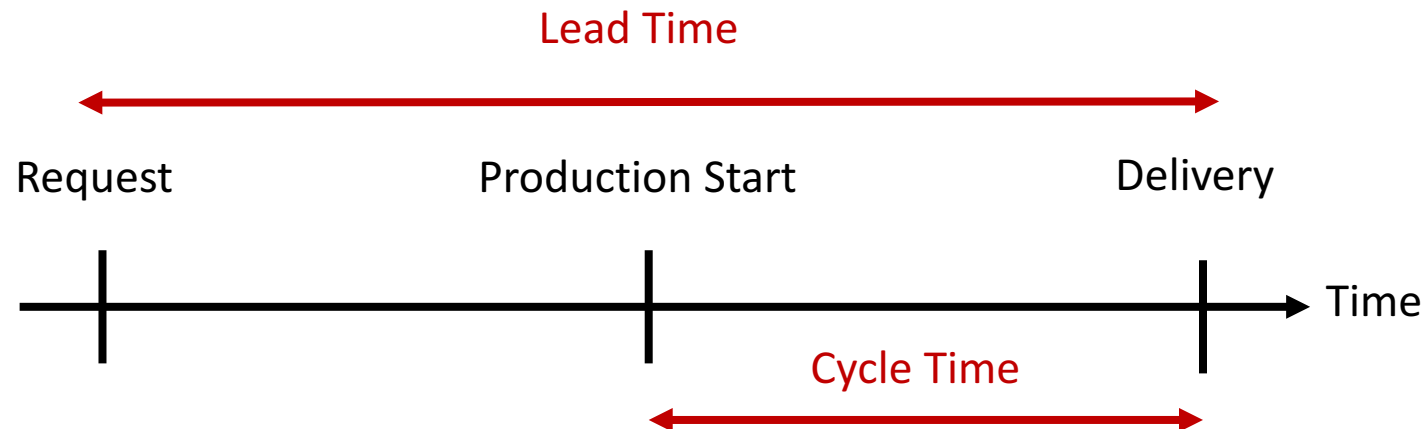 Lead Time
Request
Production Start
Delivery
Time
Cycle Time